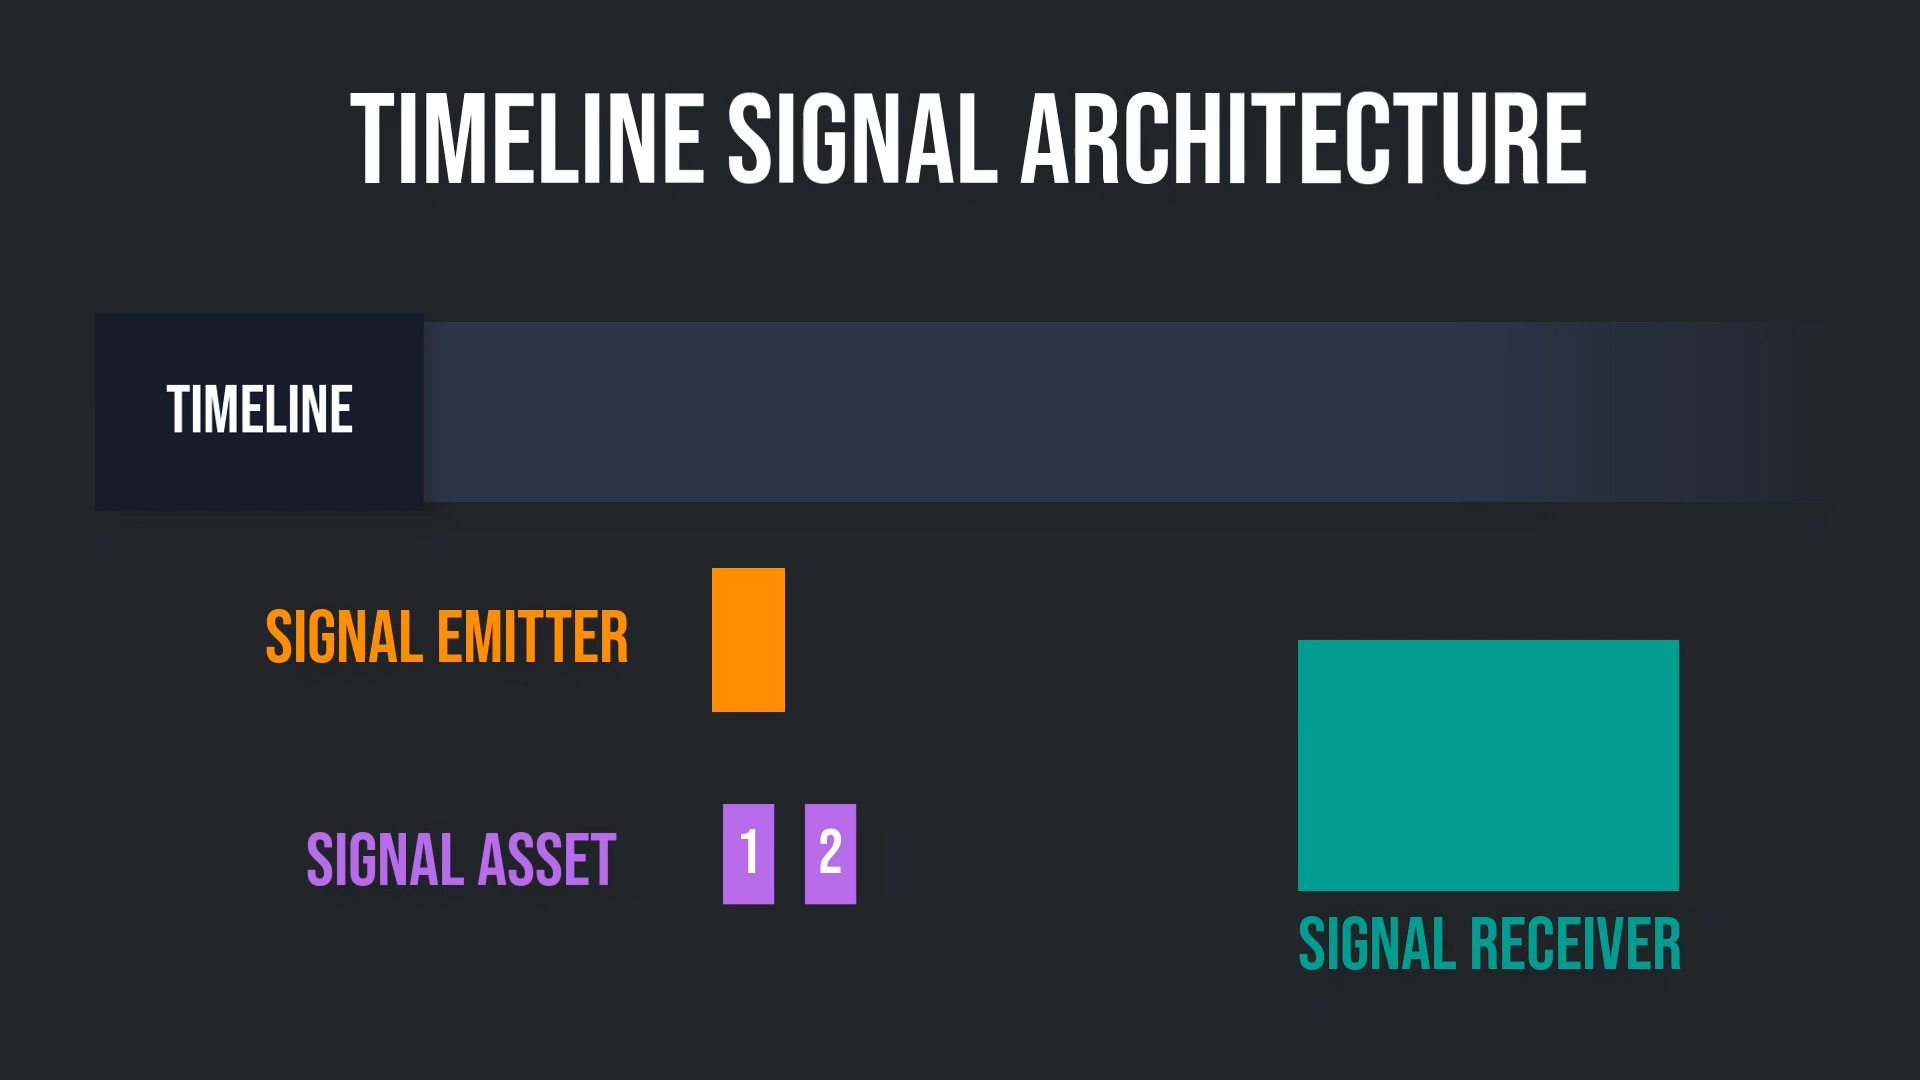 TIMELINE SIGNAL ARCHITECTURE
TIMELINE
SIGNAL EMITTER
SIGNAL ASSET
1 2
SIGNAL RECEIVER